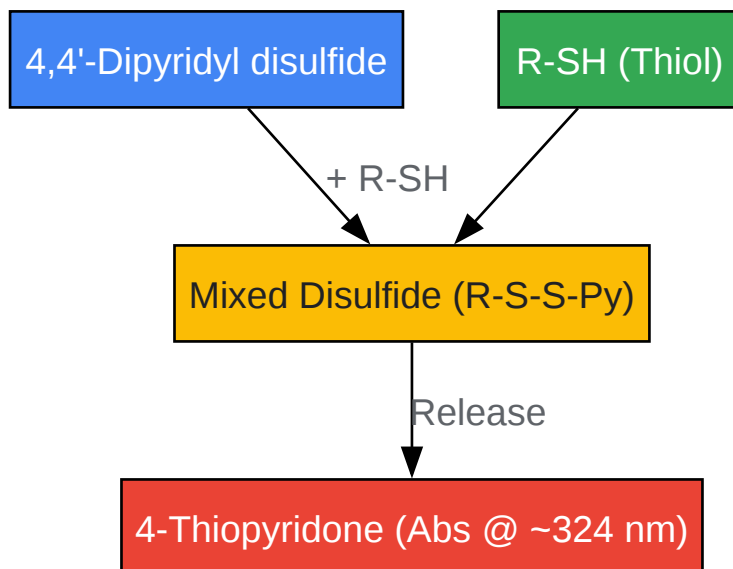 4,4'-Dipyridyl disulfide
R-SH (Thiol)
+ R-SH
Mixed Disulfide (R-S-S-Py)
Release
4-Thiopyridone (Abs @ ~324 nm)